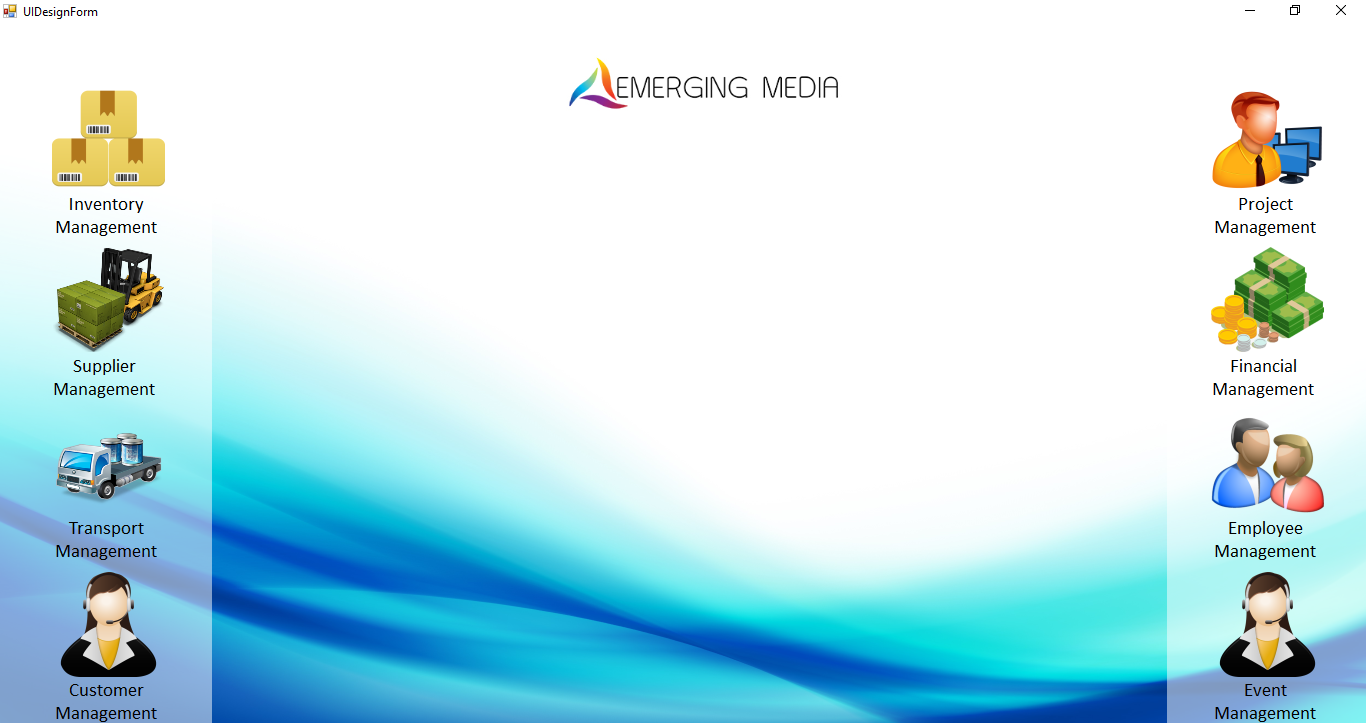 UIDesignForm
EMERGING MEDIA
Inventory
Management
Supplier
Management
Transport
Management
Customer
Management
Project
Management
Financial
Management
Employee
Management
Event
Management